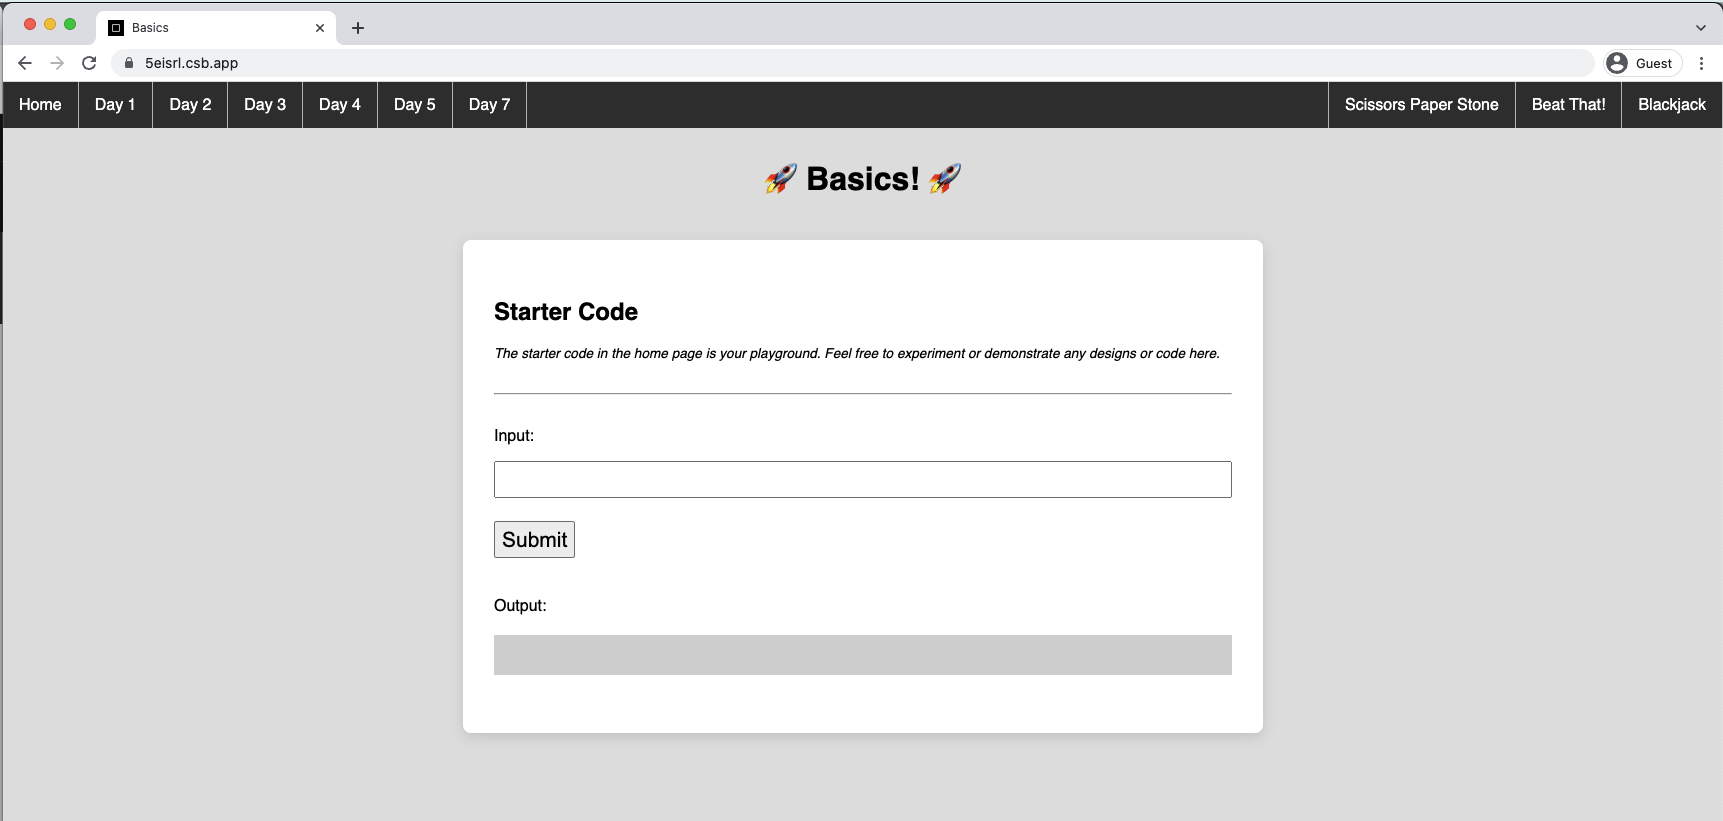 Basics
5eisrl.csb.app
Guest
Home Day 1 Day 2 Day 3 Day 4 Day 5 Day 7 Scissors Paper Stone Beat That! Blackjack
🚀 Basics! 🚀
Starter Code
The starter code in the home page is your playground. Feel free to experiment or demonstrate any designs or code here.
Input:
Submit
Output: